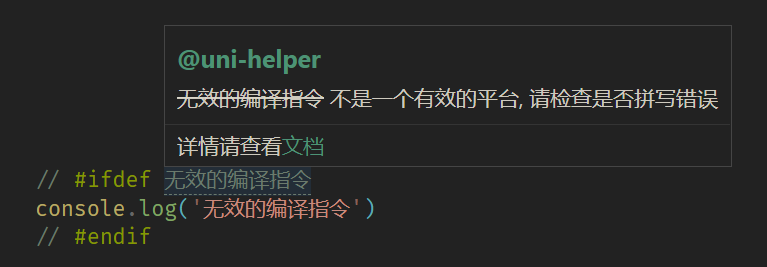 @uni-helper
无效的编译指令 不是一个有效的平台, 请检查是否拼写错误
详情请查看文档
// #ifdef 无效的编译指令
console.log('无效的编译指令')
// #endif